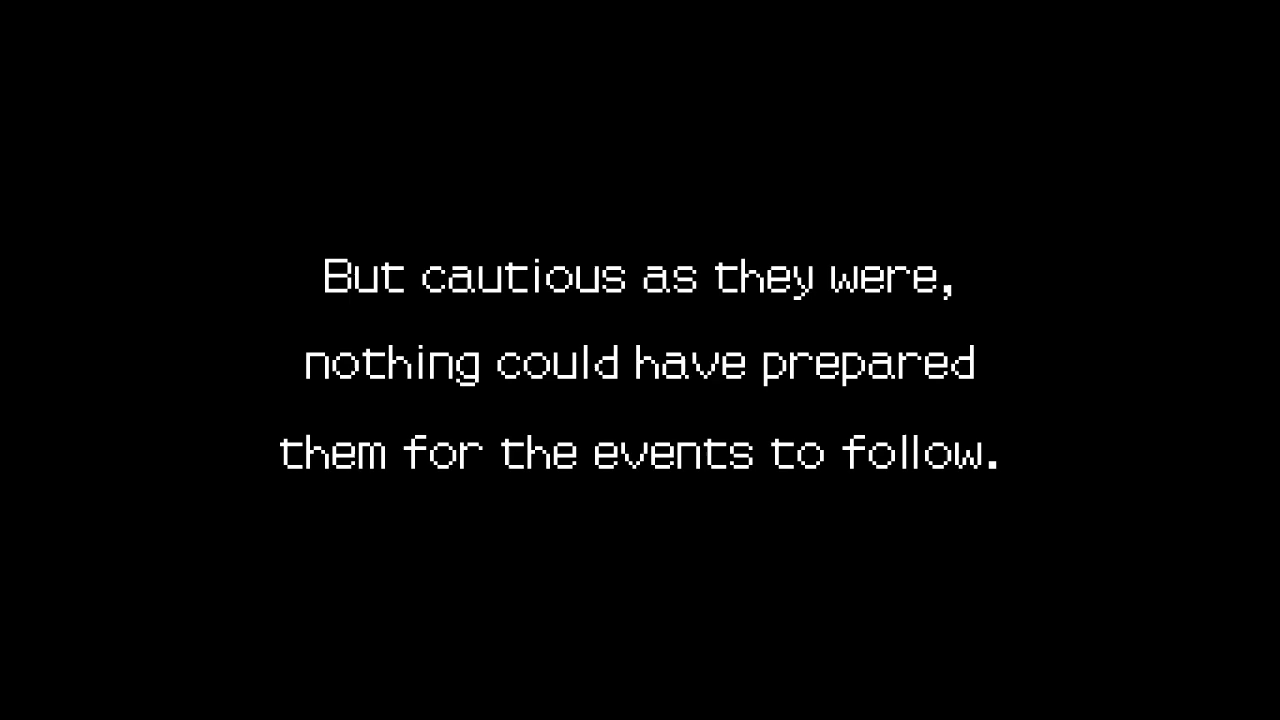 But cautious as they were,
nothing could have prepared
them for the events to follow.